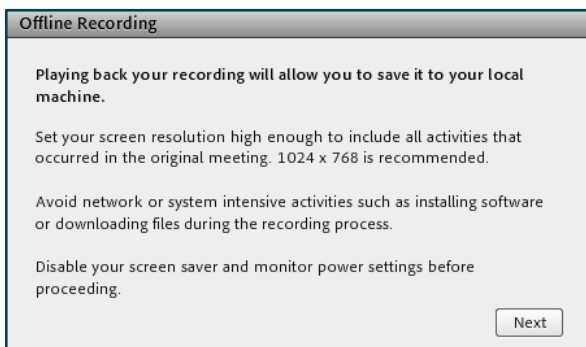 Offline Recording
Playing back your recording will allow you to save it to your local
machine.
Set your screen resolution high enough to include all activities that
occurred in the original meeting. 1024 x 768 is recommended.
Avoid network or system intensive activities such as installing software
or downloading files during the recording process.
Disable your screen saver and monitor power settings before
proceeding.
Next